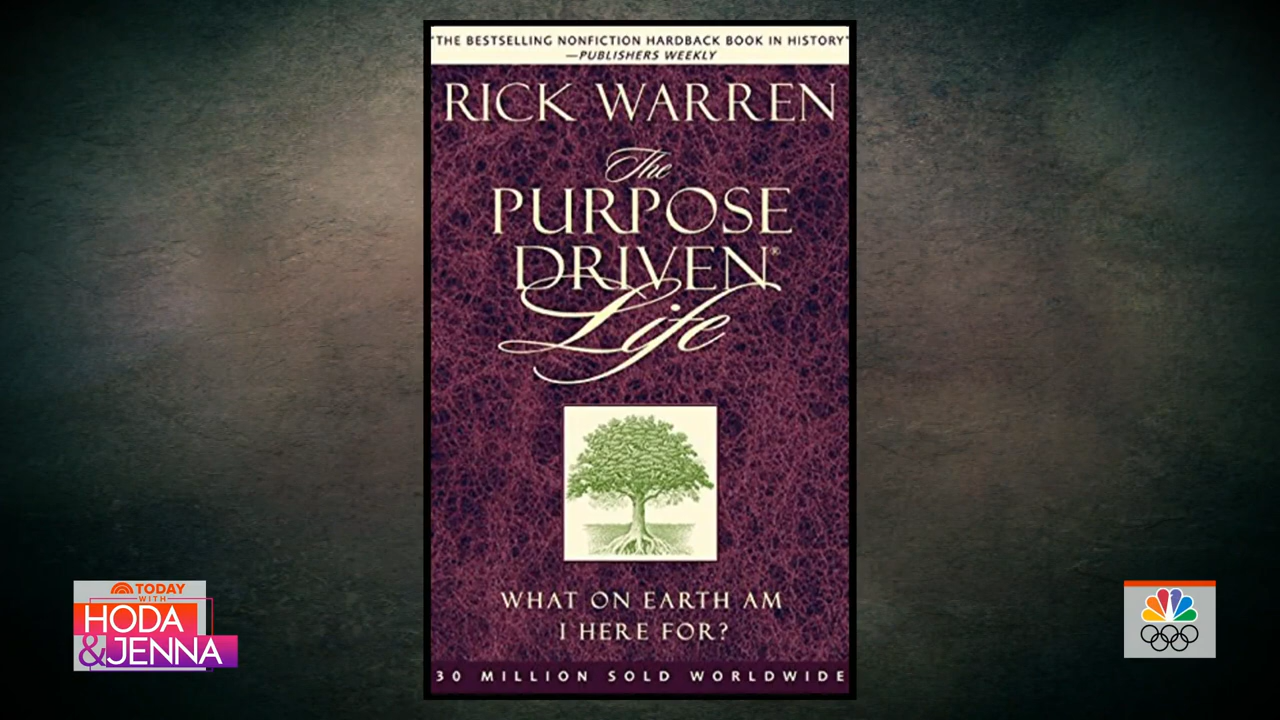 "THE BESTSELLING NONFICTION HARDBACK BOOK IN HISTORY"
—PUBLISHERS WEEKLY
RICK WARREN
The
PURPOSE
DRIVEN®
Life
WHAT ON EARTH AM
I HERE FOR?
30 MILLION SOLD WORLDWIDE
TODAY
WITH
HODA
&JENNA